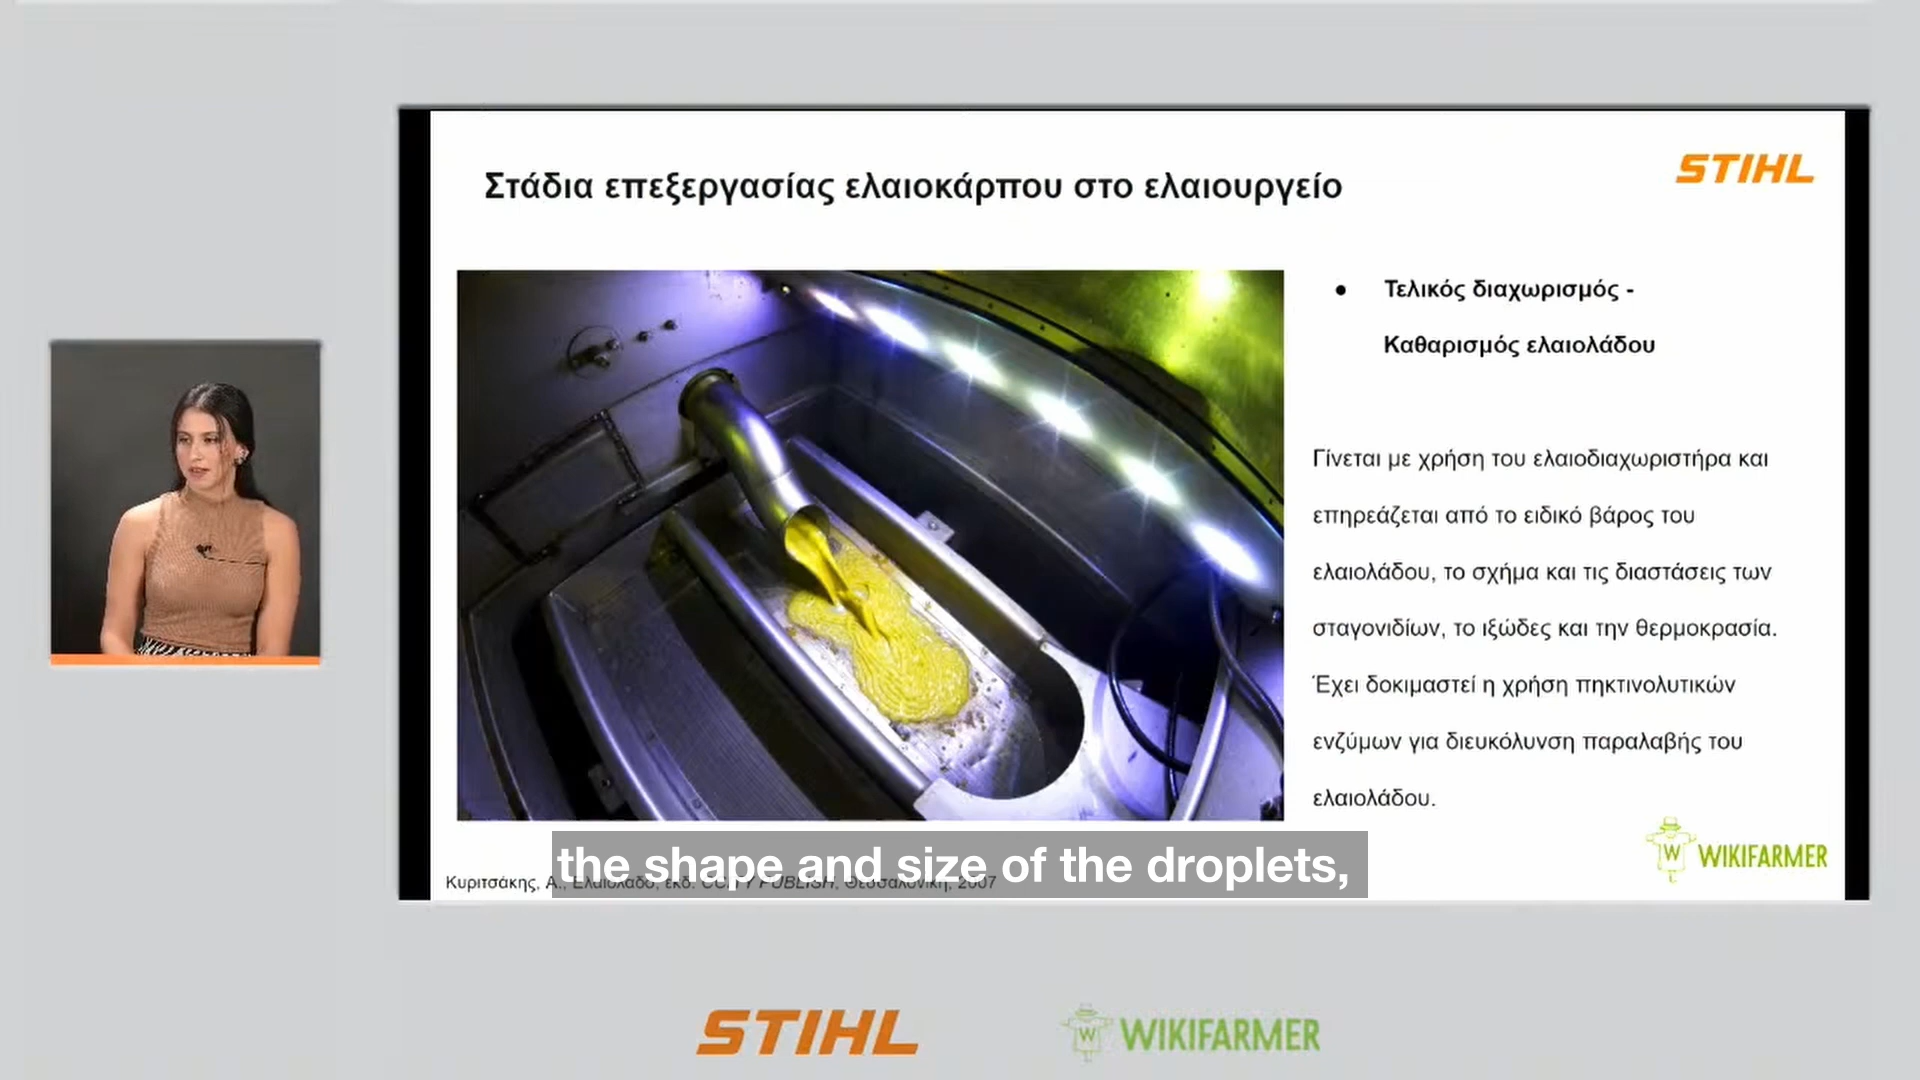 STIHL
Στάδια επεξεργασίας ελαιοκάρπου στο ελαιουργείο
● Τελικός διαχωρισμός -
Καθαρισμός ελαιολάδου
Γίνεται με χρήση του ελαιοδιαχωριστήρα και
επηρεάζεται από το ειδικό βάρος του
ελαιολάδου, το σχήμα και τις διαστάσεις των
σταγονιδίων, το ιξώδες και την θερμοκρασία.
Έχει δοκιμαστεί η χρήση πηκτινολυτικών
ενζύμων για διευκόλυνση παραλαβής του
ελαιολάδου.
W WIKIFARMER
the shape and size of the droplets,
Κυριτσάκης, Α., Ελαιόλαδο, εκδ. PUBLISH, Θεσσαλονίκη, 2007
STIHL
W WIKIFARMER